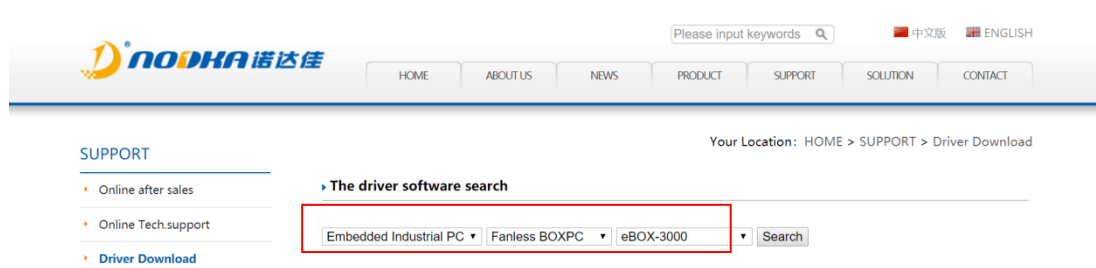 Please input keywords
中文版
ENGLISH
NODKA 诺达佳
HOME
ABOUT US
NEWS
PRODUCT
SUPPORT
SOLUTION
CONTACT
SUPPORT
Your Location: HOME > SUPPORT > Driver Download
Online after sales
The driver software search
Online Tech.support
Embedded Industrial PC
Fanless BOXPC
eBOX-3000
Search
Driver Download